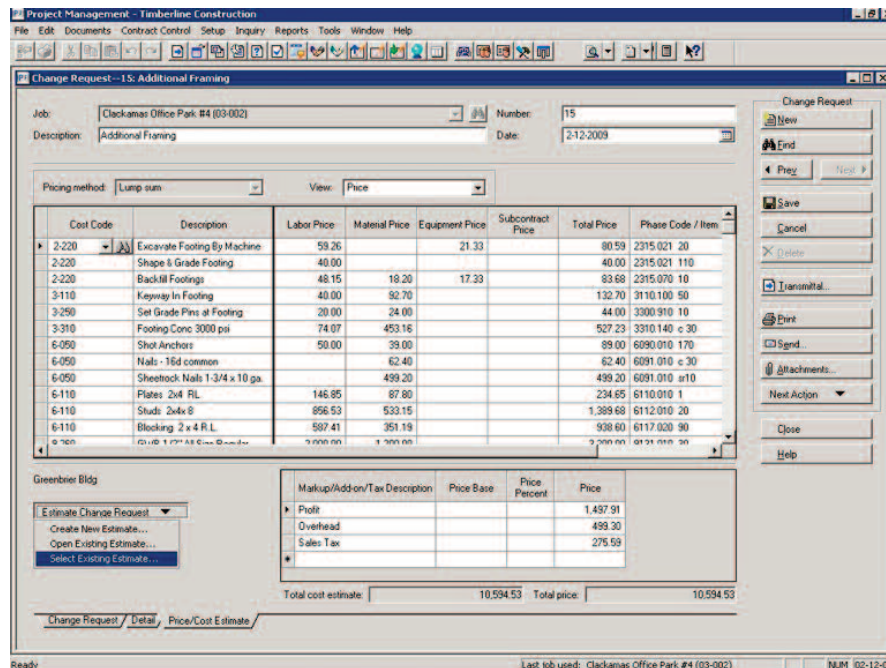 Project Management - Timberline Construction
File Edit Documents Contract Control Setup Inquiry Reports Tools Window Help
Change Request--15: Additional Framing
Job: Clackamas Office Park #4 (03-002) Number: 15
Description: Additional Framing Date: 2-12-2009
Pricing method: Lump sum View: Price
Cost Code Description Labor Price Material Price Equipment Price Subcontract Price Total Price Phase Code / Item
2-220 Excavate Footing By Machine 59.26 21.33 80.59 2315.021 20
2-220 Shape & Grade Footing 40.00 40.00 2315.021 110
2-220 Backfill Footings 48.15 18.20 17.33 83.68 2315.070 10
3-110 Keyway In Footing 40.00 92.70 132.70 3110.100 50
3-250 Set Grade Pins at Footing 20.00 24.00 44.00 3300.910 10
3-310 Footing Conc 3000 psi 74.07 453.16 527.23 3310.140 c 30
6-050 Shot Anchors 50.00 39.00 89.00 6090.010 170
6-050 Nails - 16d common 62.40 62.40 6091.010 c 30
6-050 Sheetrock Nails 1-3/4 x 10 ga. 499.20 499.20 6091.010 sr10
6-110 Plates 2x4 RL 146.85 87.80 234.65 6110.010 1
6-110 Studs 2x4x 8 856.53 533.15 1,389.68 6112.010 20
6-110 Blocking 2 x 4 R.L. 587.41 351.19 938.60 6117.020 90
Change Request
New
Find
Prev Next
Save
Cancel
Delete
Transmittal...
Print
Send...
Attachments...
Next Action
Close
Help
Greenbrier Bldg
Estimate Change Request
Create New Estimate...
Open Existing Estimate...
Select Existing Estimate...
Markup/Add-on/Tax Description Price Base Price Percent Price
Profit 1,497.91
Overhead 499.30
Sales Tax 275.59
Total cost estimate: 10,594.53 Total price: 10,594.53
Change Request Detail Price/Cost Estimate
Ready Last job used: Clackamas Office Park #4 (03-002) NUM